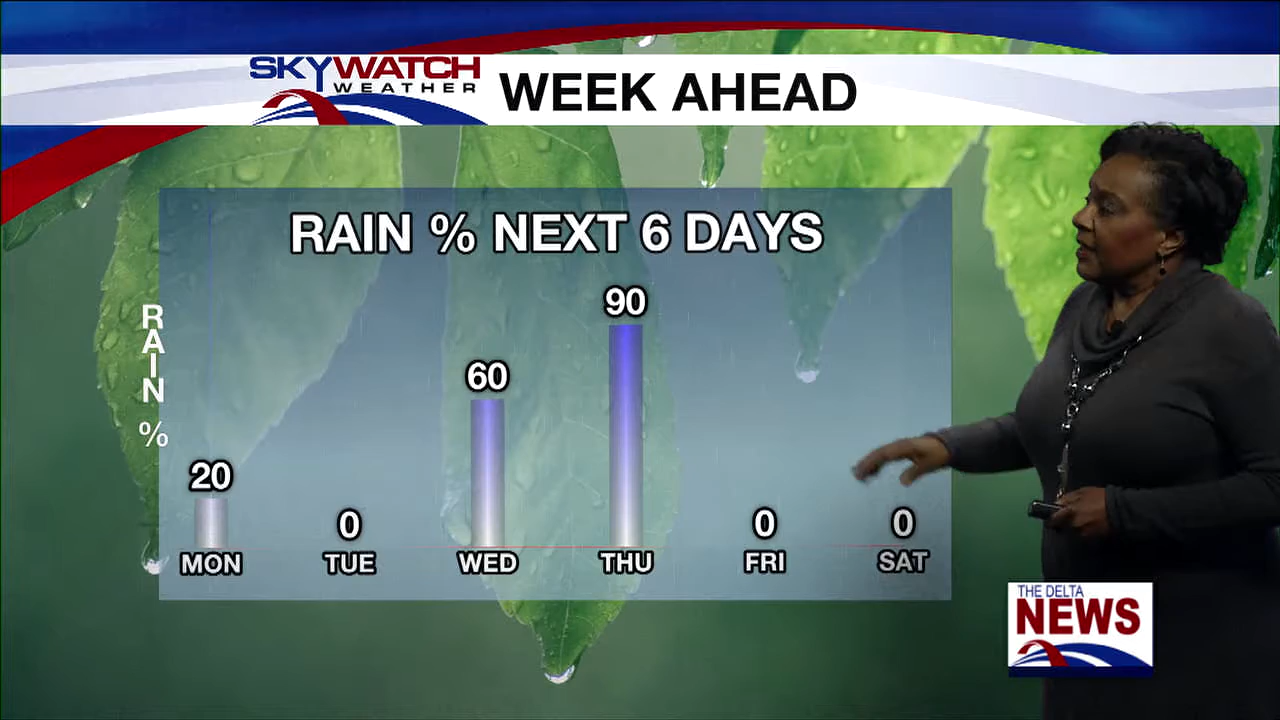 SKYWATCH
WEATHER
WEEK AHEAD
RAIN % NEXT 6 DAYS
RAIN %
20
0
60
90
0
0
MON
TUE
WED
THU
FRI
SAT
THE DELTA
NEWS